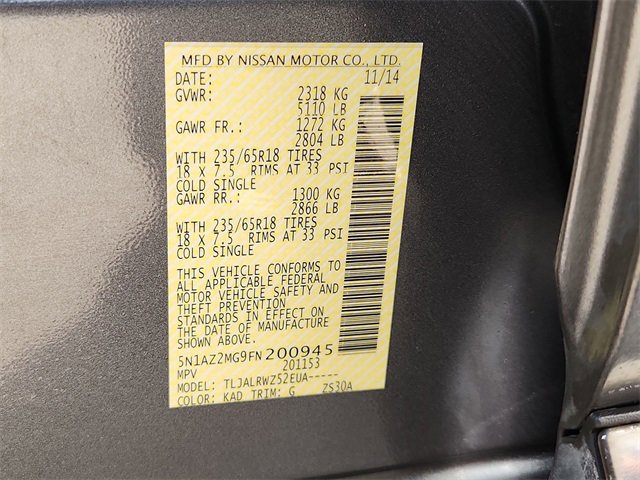 MFD BY NISSAN MOTOR CO., LTD.
DATE: 11/14
GVWR: 2318 KG
5110 LB
GAWR FR.: 1272 KG
2804 LB
WITH 235/65R18 TIRES
18 X 7.5 RIMS AT 33 PSI
COLD SINGLE
GAWR RR.: 1300 KG
2866 LB
WITH 235/65R18 TIRES
18 X 7.5 RIMS AT 33 PSI
COLD SINGLE
THIS VEHICLE CONFORMS TO
ALL APPLICABLE FEDERAL
MOTOR VEHICLE SAFETY AND
THEFT PREVENTION
STANDARDS IN EFFECT ON
THE DATE OF MANUFACTURE
SHOWN ABOVE.
5N1AZ2MG9FN200945
MPV 201153
MODEL: TLJALRWZ52EUA-----
COLOR: KAD TRIM: G ZS30A